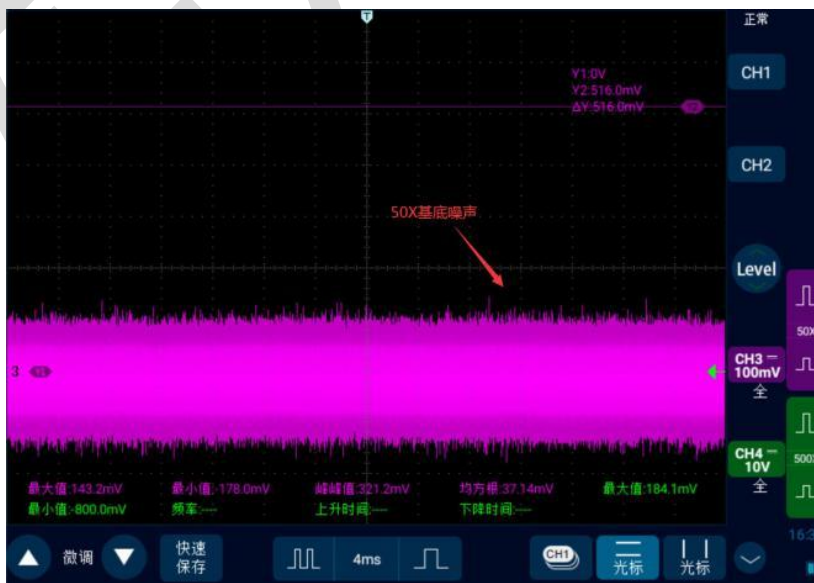 T
正常
Y1:0V
Y2:516.0mV
ΔY:516.0mV
CH1
CH2
50X基底噪声
Level
50X
3
CH3
100mV
全
500X
CH4
10V
全
最大值:143.2mV 最小值:-178.0mV 峰峰值:321.2mV 均方根:37.14mV 最大值:184.1mV
最小值:-800.0mV 频率:---- 上升时间:---- 下降时间:----
微调
快速
保存
4ms
CH1
光标
光标